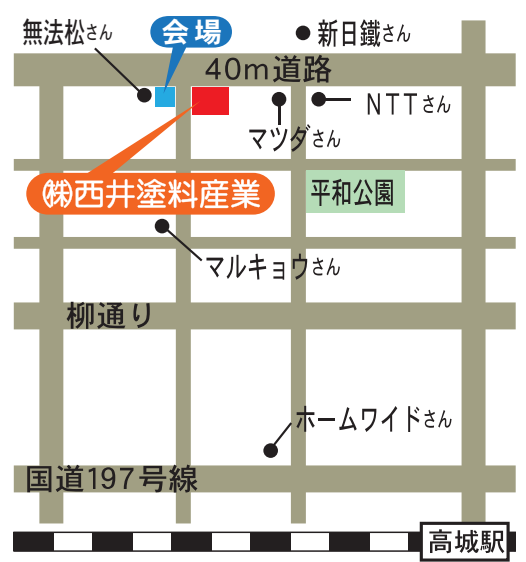 無法松さん
会場
新日鐵さん
40m道路
NTTさん
マツダさん
㈱西井塗料産業
平和公園
マルキョウさん
柳通り
ホームワイドさん
国道197号線
高城駅